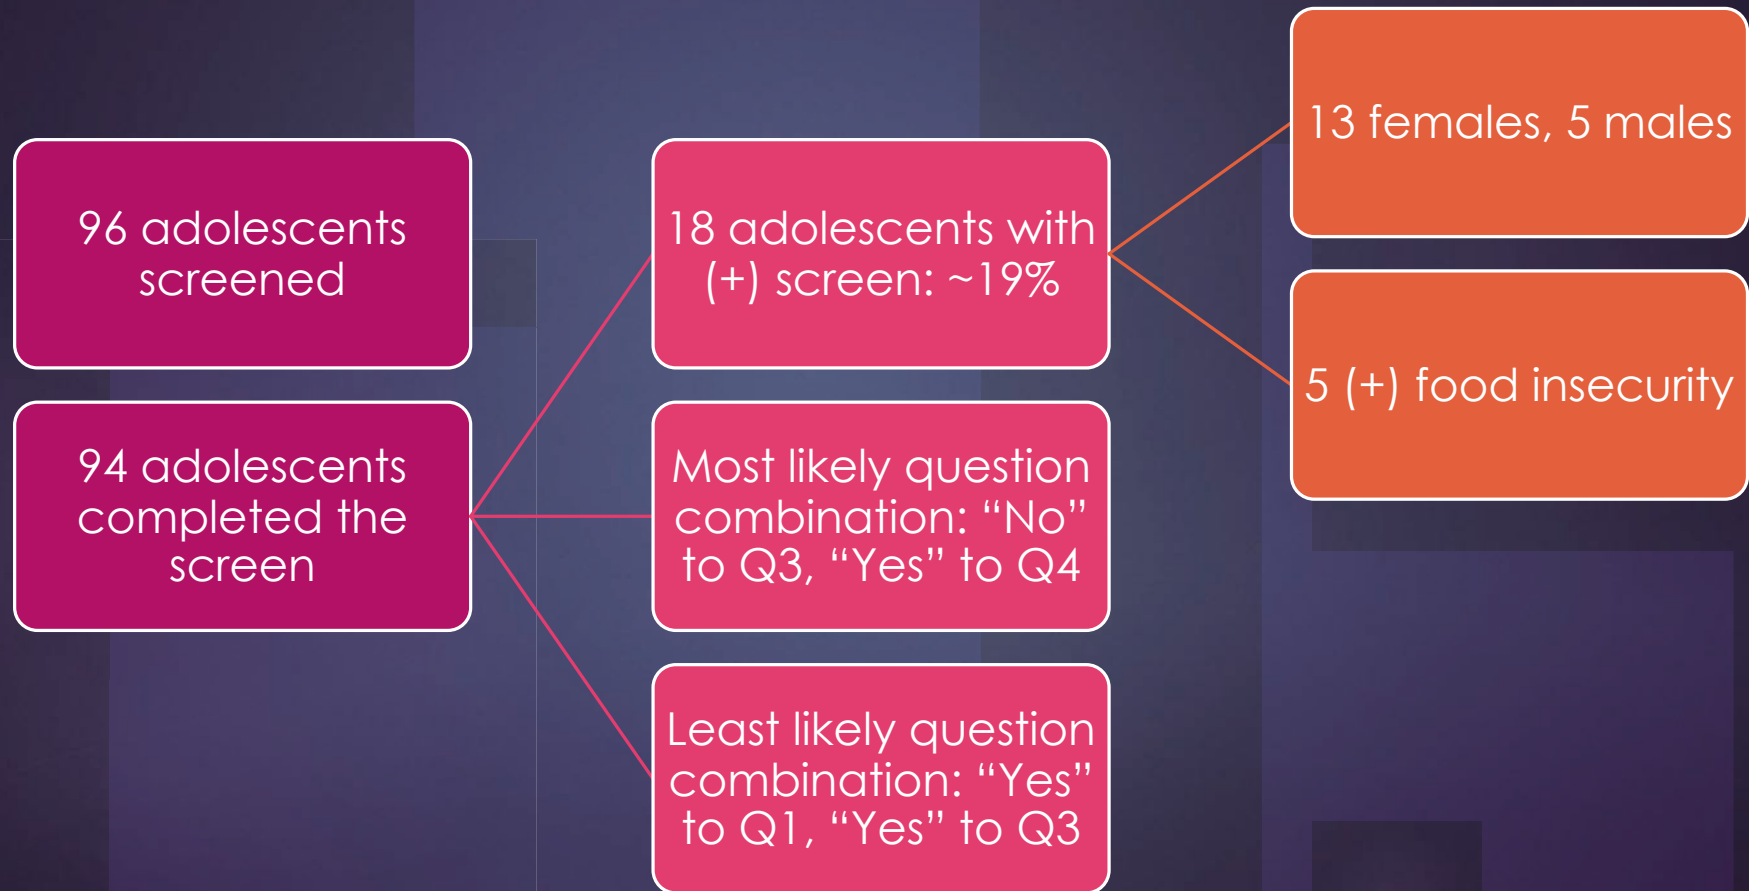 96 adolescents
screened
94 adolescents
completed the
screen
18 adolescents with
(+) screen: ~19%
Most likely question
combination: “No”
to Q3, “Yes” to Q4
Least likely question
combination: “Yes”
to Q1, “Yes” to Q3
13 females, 5 males
5 (+) food insecurity